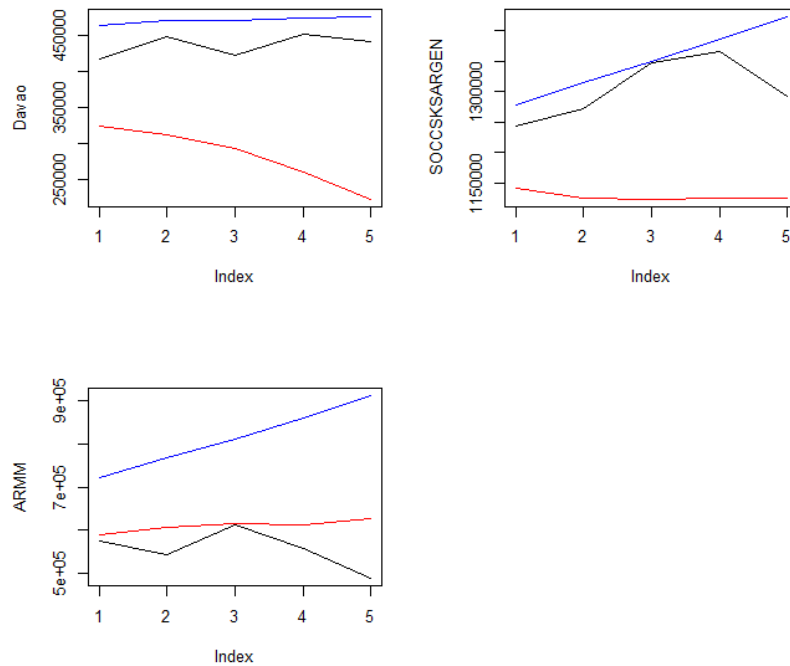 Davao
450000
350000
250000
1 2 3 4 5
Index
SOCCSKSARGEN
1300000
1150000
1 2 3 4 5
Index
ARMM
9e+05
7e+05
5e+05
1 2 3 4 5
Index